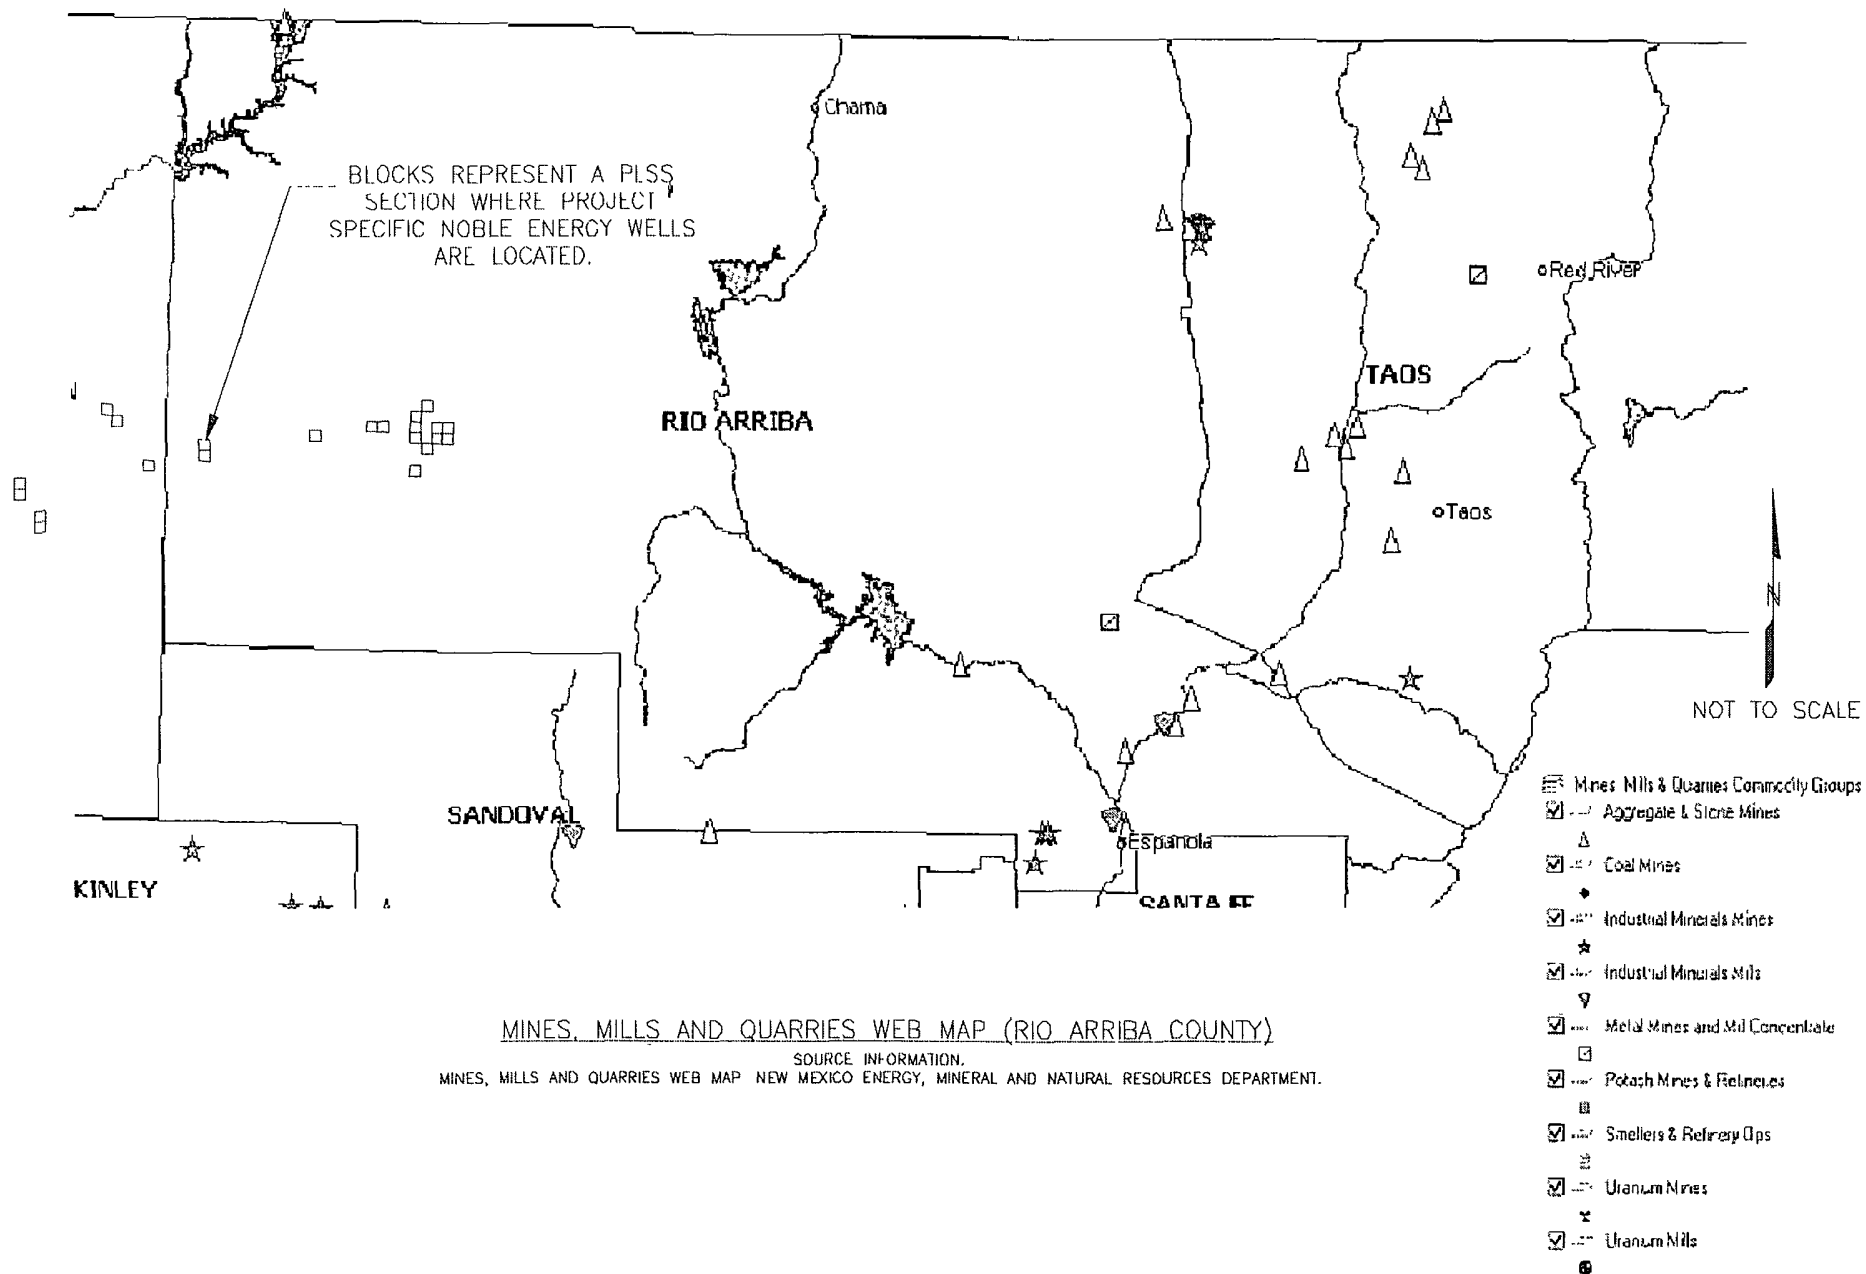 Chama
BLOCKS REPRESENT A PLSS
SECTION WHERE PROJECT
SPECIFIC NOBLE ENERGY WELLS
ARE LOCATED.
Red River
TAOS
RIO ARRIBA
Taos
N
NOT TO SCALE
SANDOVAL
Espanola
KINLEY
SANTA FE
Mines Mills & Quarries Commodity Groups
Aggregate & Stone Mines
Coal Mines
Industrial Minerals Mines
Industrial Minerals Mills
Metal Mines and Mill Concentrate
Potash Mines & Refineries
Smelters & Refinery Ops
Uranium Mines
Uranium Mills
MINES, MILLS AND QUARRIES WEB MAP (RIO ARRIBA COUNTY)
SOURCE INFORMATION.
MINES, MILLS AND QUARRIES WEB MAP NEW MEXICO ENERGY, MINERAL AND NATURAL RESOURCES DEPARTMENT.